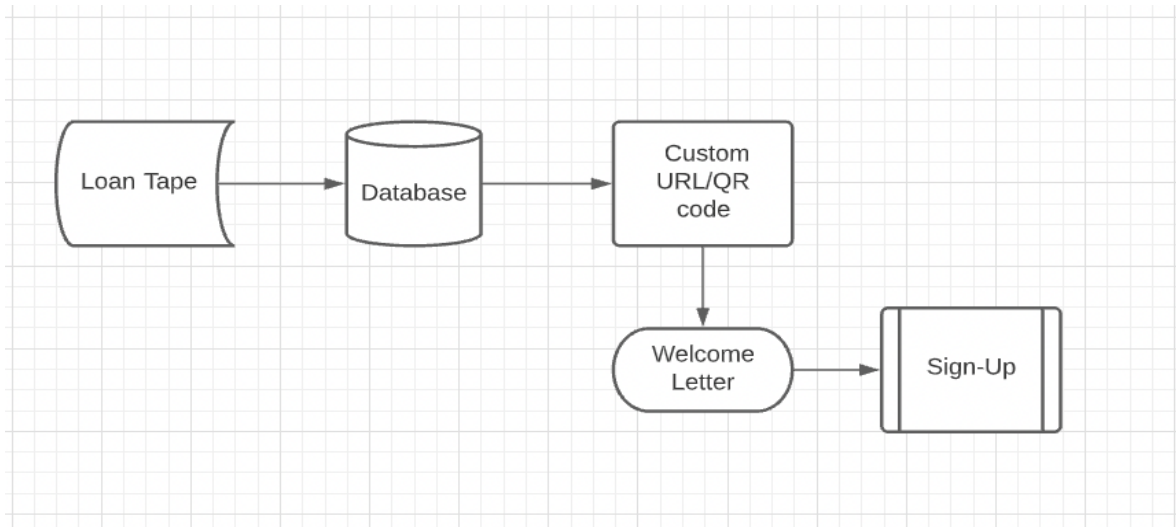 Loan Tape
Database
Custom
URL/QR
code
Welcome
Letter
Sign-Up